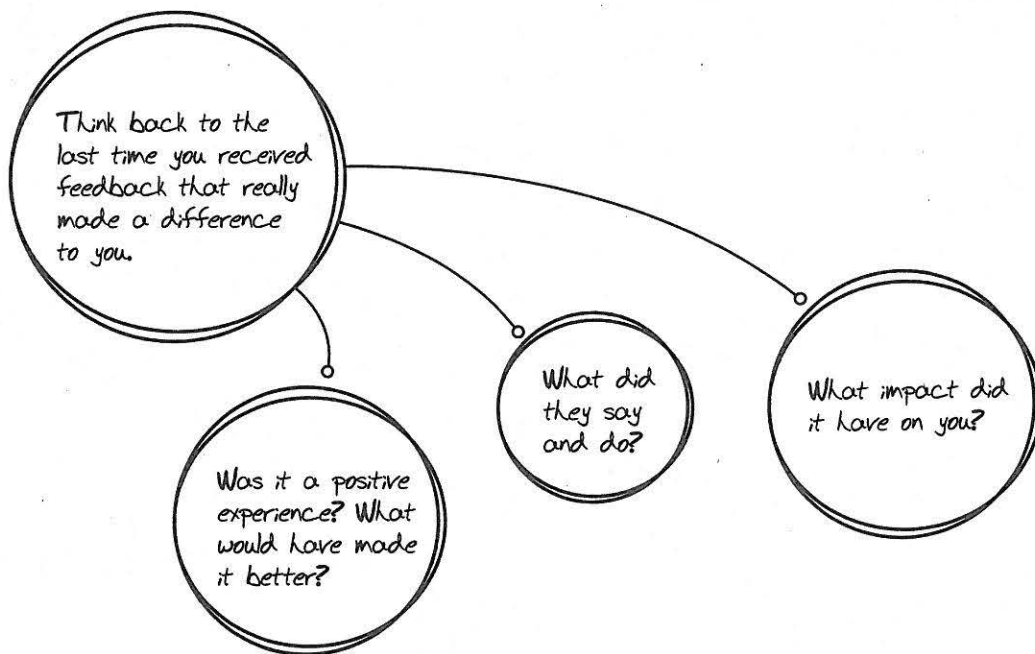 Think back to the
last time you received
feedback that really
made a difference
to you.
Was it a positive
experience? What
would have made
it better?
What did
they say
and do?
What impact did
it have on you?